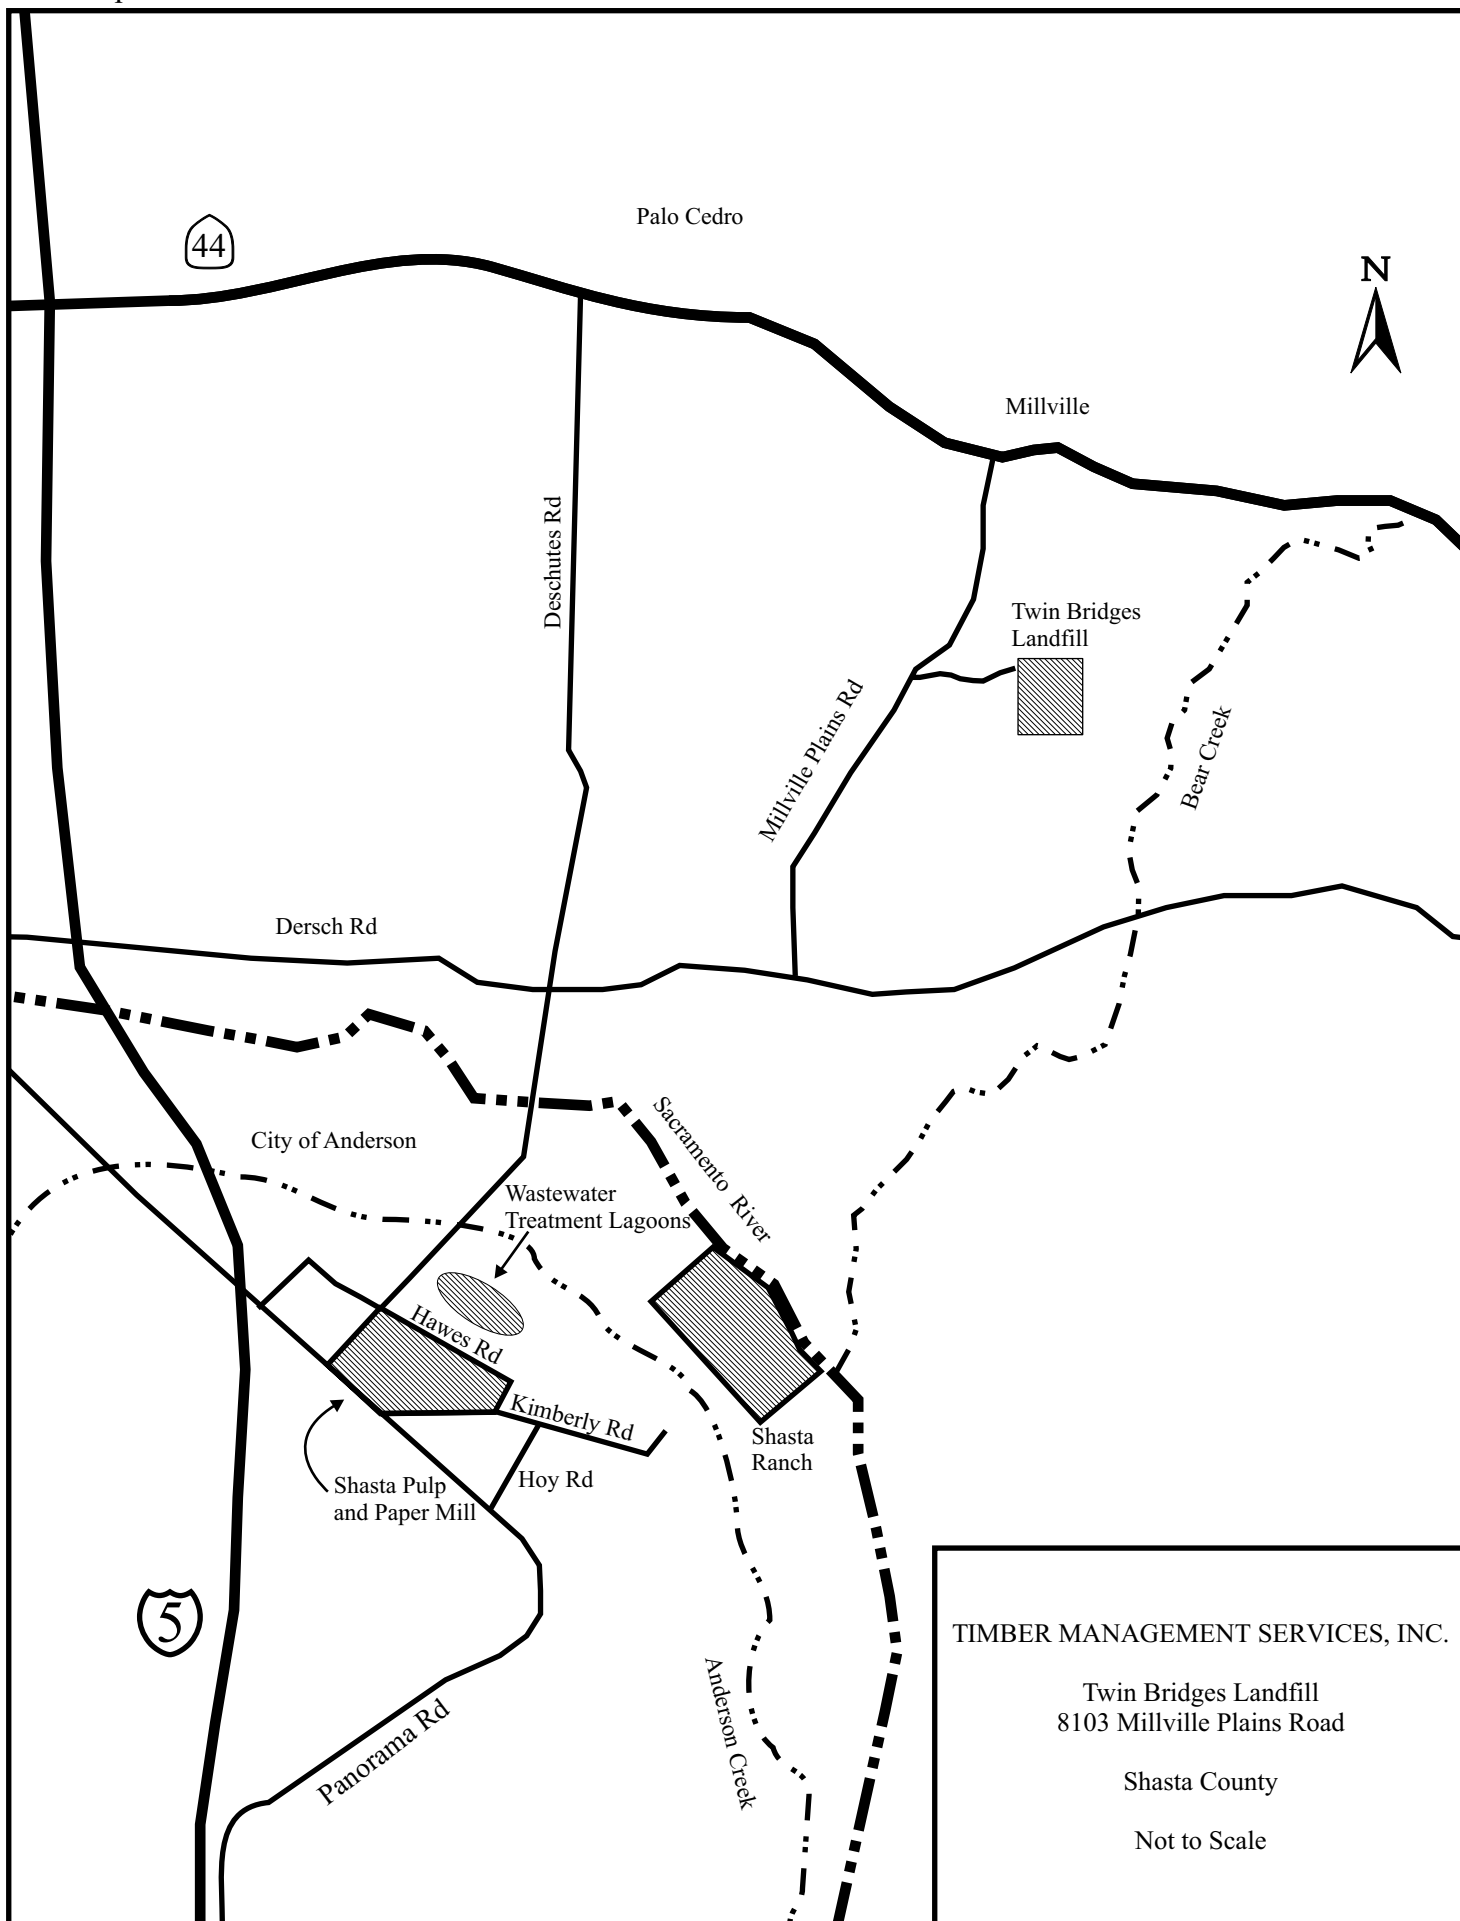 Palo Cedro
44
N
Millville
Deschutes Rd
Twin Bridges
Landfill
Millville Plains Rd
Bear Creek
Dersch Rd
Sacramento River
City of Anderson
Wastewater
Treatment Lagoons
Hawes Rd
Kimberly Rd
Shasta
Ranch
Hoy Rd
Shasta Pulp
and Paper Mill
5
Panorama Rd
Anderson Creek
TIMBER MANAGEMENT SERVICES, INC.
Twin Bridges Landfill
8103 Millville Plains Road
Shasta County
Not to Scale